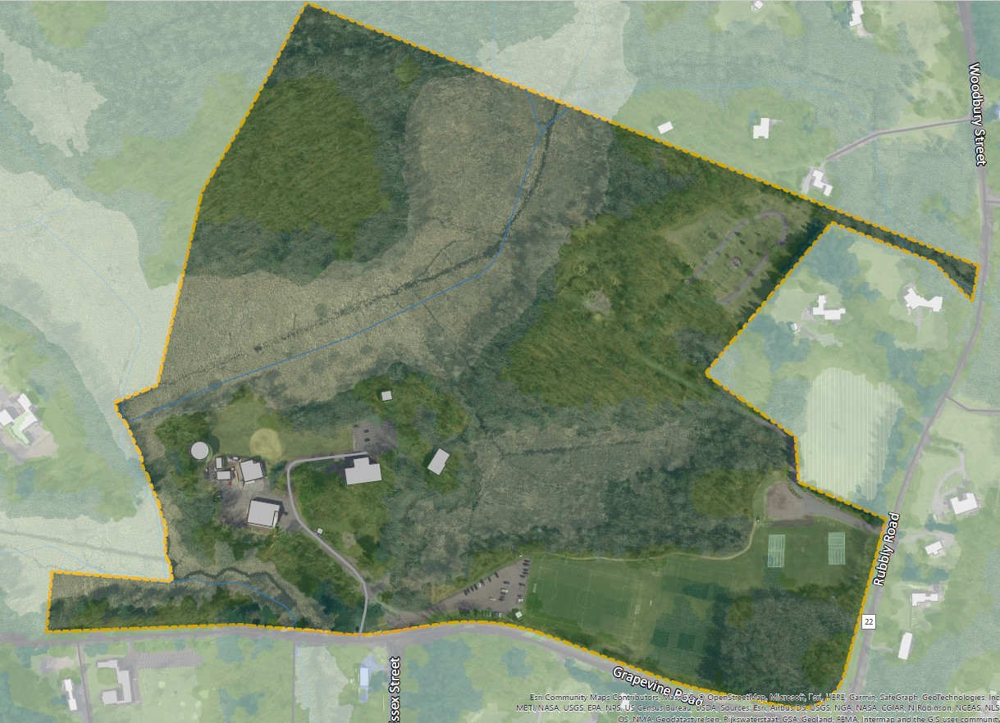 Woodbury Street
Rubbly Road
22
Grapevine Road
ssex Street
Esri Community Maps Contributors, © OpenStreetMap, Microsoft, Esri, HERE, Garmin, SafeGraph, GeoTechnologies, Inc
METI/NASA, USGS, EPA, NPS, US Census Bureau, USDA, Sources: Esri, Airbus DS, USGS, NGA, NASA, CGIAR, N Robinson, NCEAS, NLS
OS, NMA, Geodatastyrelsen, Rijkswaterstaat, GSA, Geoland, FEMA, Intermap and the GIS user community